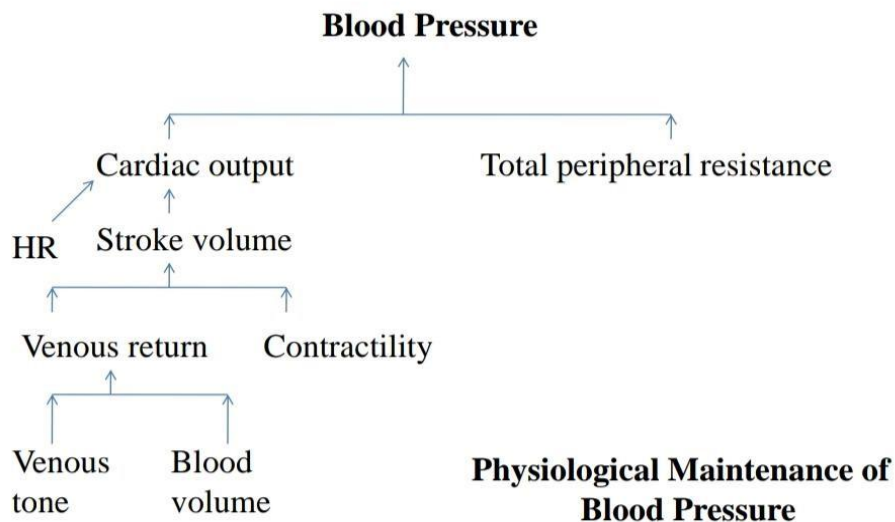 Blood Pressure
Cardiac output
Total peripheral resistance
HR
Stroke volume
Venous return
Contractility
Venous
tone
Blood
volume
Physiological Maintenance of
Blood Pressure